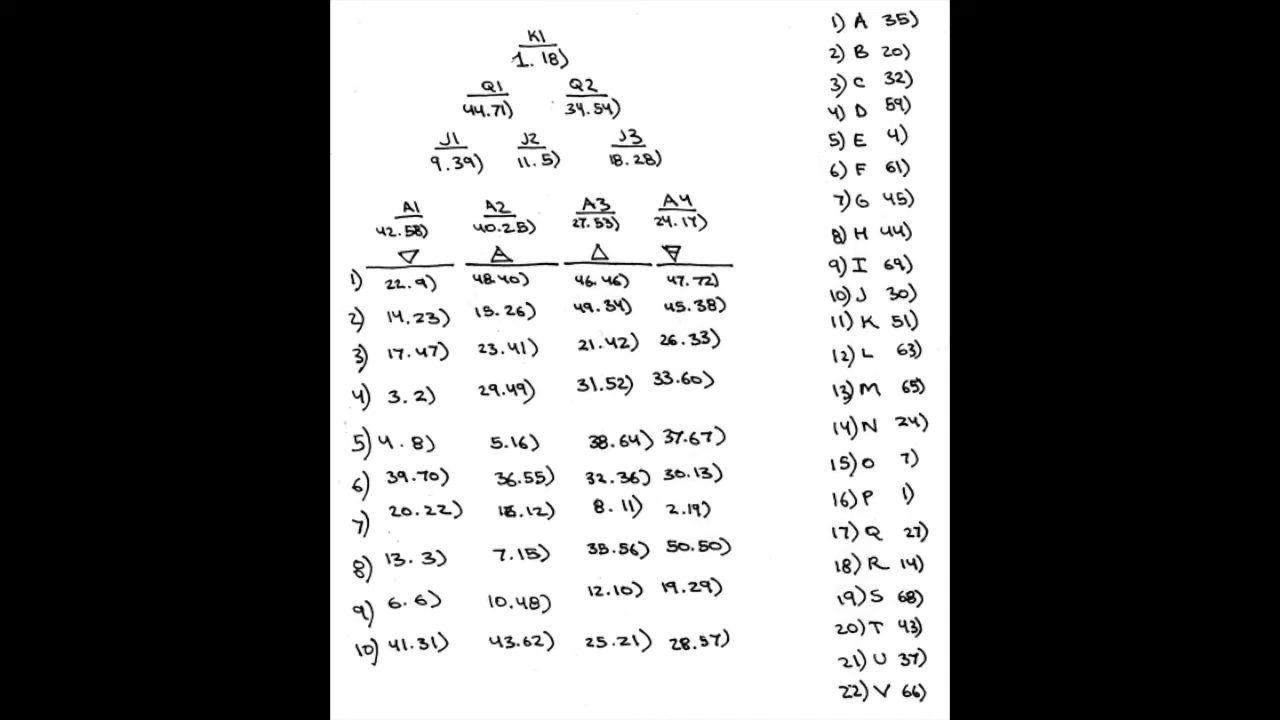 K1
1. 18)
Q1 Q2
44.71) 34.54)
J1 J2 J3
9.39) 11.5) 18.28)
A1 A2 A3 A4
42.58) 40.25) 27.53) 24.17)
1) 22.9) 48.40) 46.46) 47.72)
2) 14.23) 15.26) 49.34) 45.38)
3) 17.47) 23.41) 21.42) 26.33)
4) 3.2) 29.49) 31.52) 33.60)
5) 4.8) 5.16) 38.64) 37.67)
6) 39.70) 36.55) 32.36) 30.13)
7) 20.22) 8.11) 2.19)
8) 13.3) 7.15) 35.56) 50.50)
9) 6.6) 10.48) 12.10) 19.29)
10) 41.31) 43.62) 25.21) 28.57)
1) A 35)
2) B 20)
3) C 32)
4) D 59)
5) E 4)
6) F 61)
7) G 45)
8) H 44)
9) I 69)
10) J 30)
11) K 51)
12) L 63)
13) M 65)
14) N 24)
15) O 7)
16) P 1)
17) Q 27)
18) R 14)
19) S 68)
20) T 43)
21) U 37)
22) V 66)